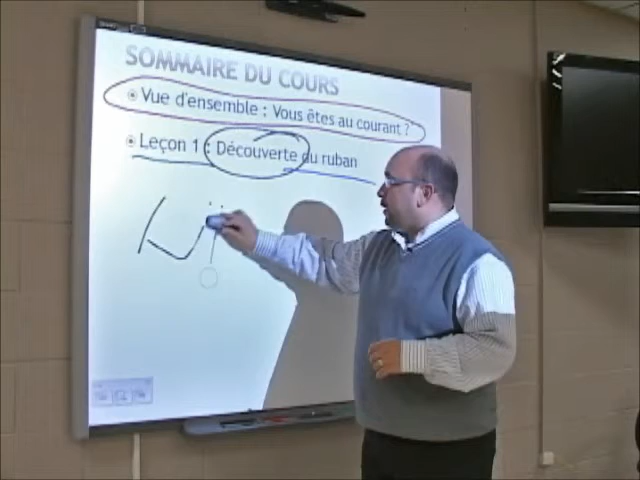 SOMMAIRE DU COURS
Vue d'ensemble : Vous êtes au courant ?
Leçon 1 : Découverte du ruban